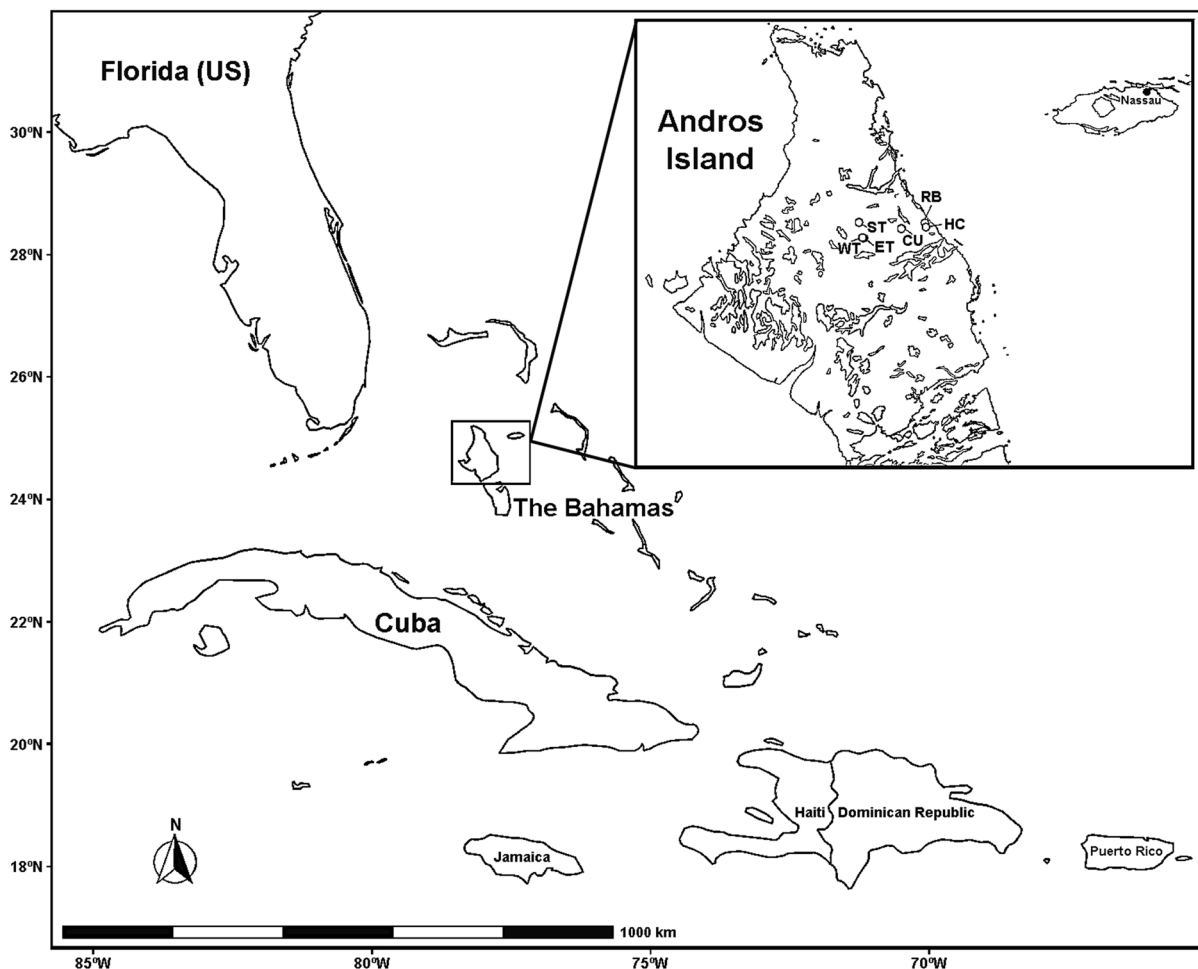 Florida (US)
Andros
Island
Nassau
RB
HC
ST
CU
WT
ET
30ºN
28ºN
26ºN
24ºN
22ºN
20ºN
18ºN
The Bahamas
Cuba
Haiti
Dominican Republic
Jamaica
Puerto Rico
N
1000 km
85ºW
80ºW
75ºW
70ºW